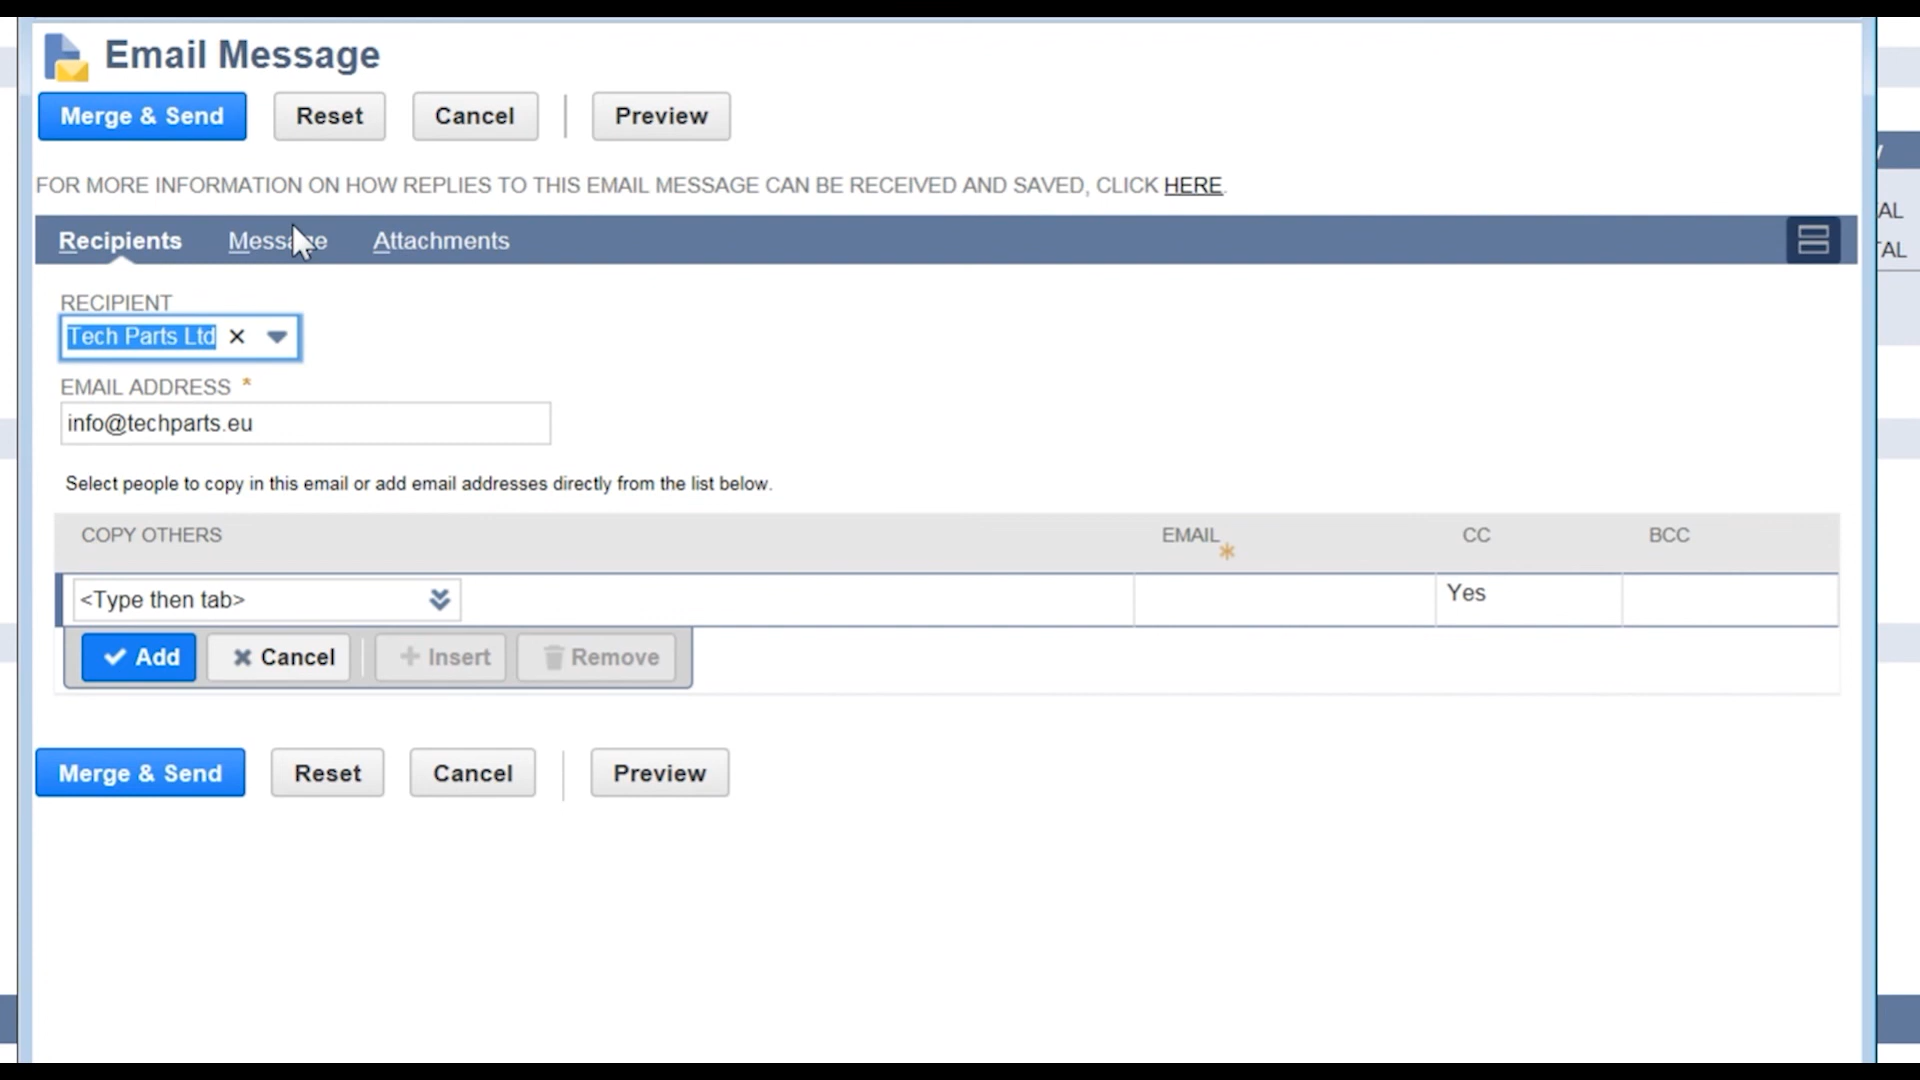 Email Message
Merge & Send Reset Cancel Preview
FOR MORE INFORMATION ON HOW REPLIES TO THIS EMAIL MESSAGE CAN BE RECEIVED AND SAVED, CLICK HERE.
Recipients Message Attachments
AL
TAL
RECIPIENT
Tech Parts Ltd
EMAIL ADDRESS *
info@techparts.eu
Select people to copy in this email or add email addresses directly from the list below.
COPY OTHERS EMAIL * CC BCC
<Type then tab> Yes
Add Cancel Insert Remove
Merge & Send Reset Cancel Preview